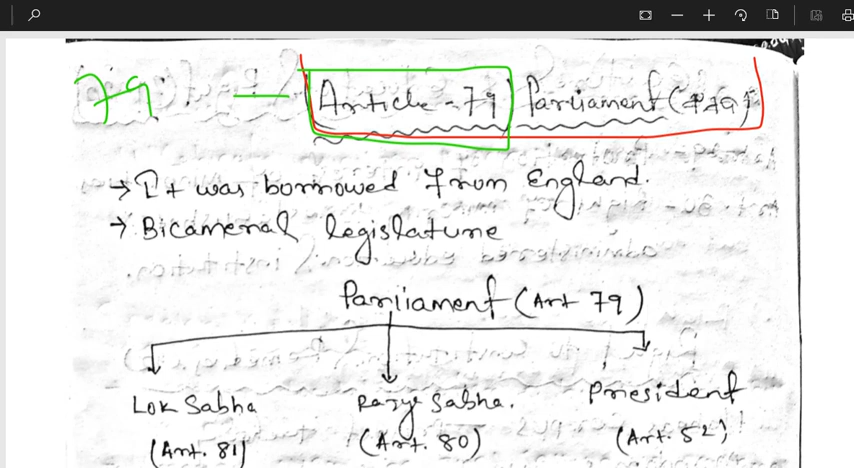 79 — Article - 79 Parliament
→ It was borrowed from England.
→ Bicameral legislature
Parliament (Art 79)
Lok Sabha Rajya Sabha. President
(Art. 81) (Art. 80) (Art. 52)